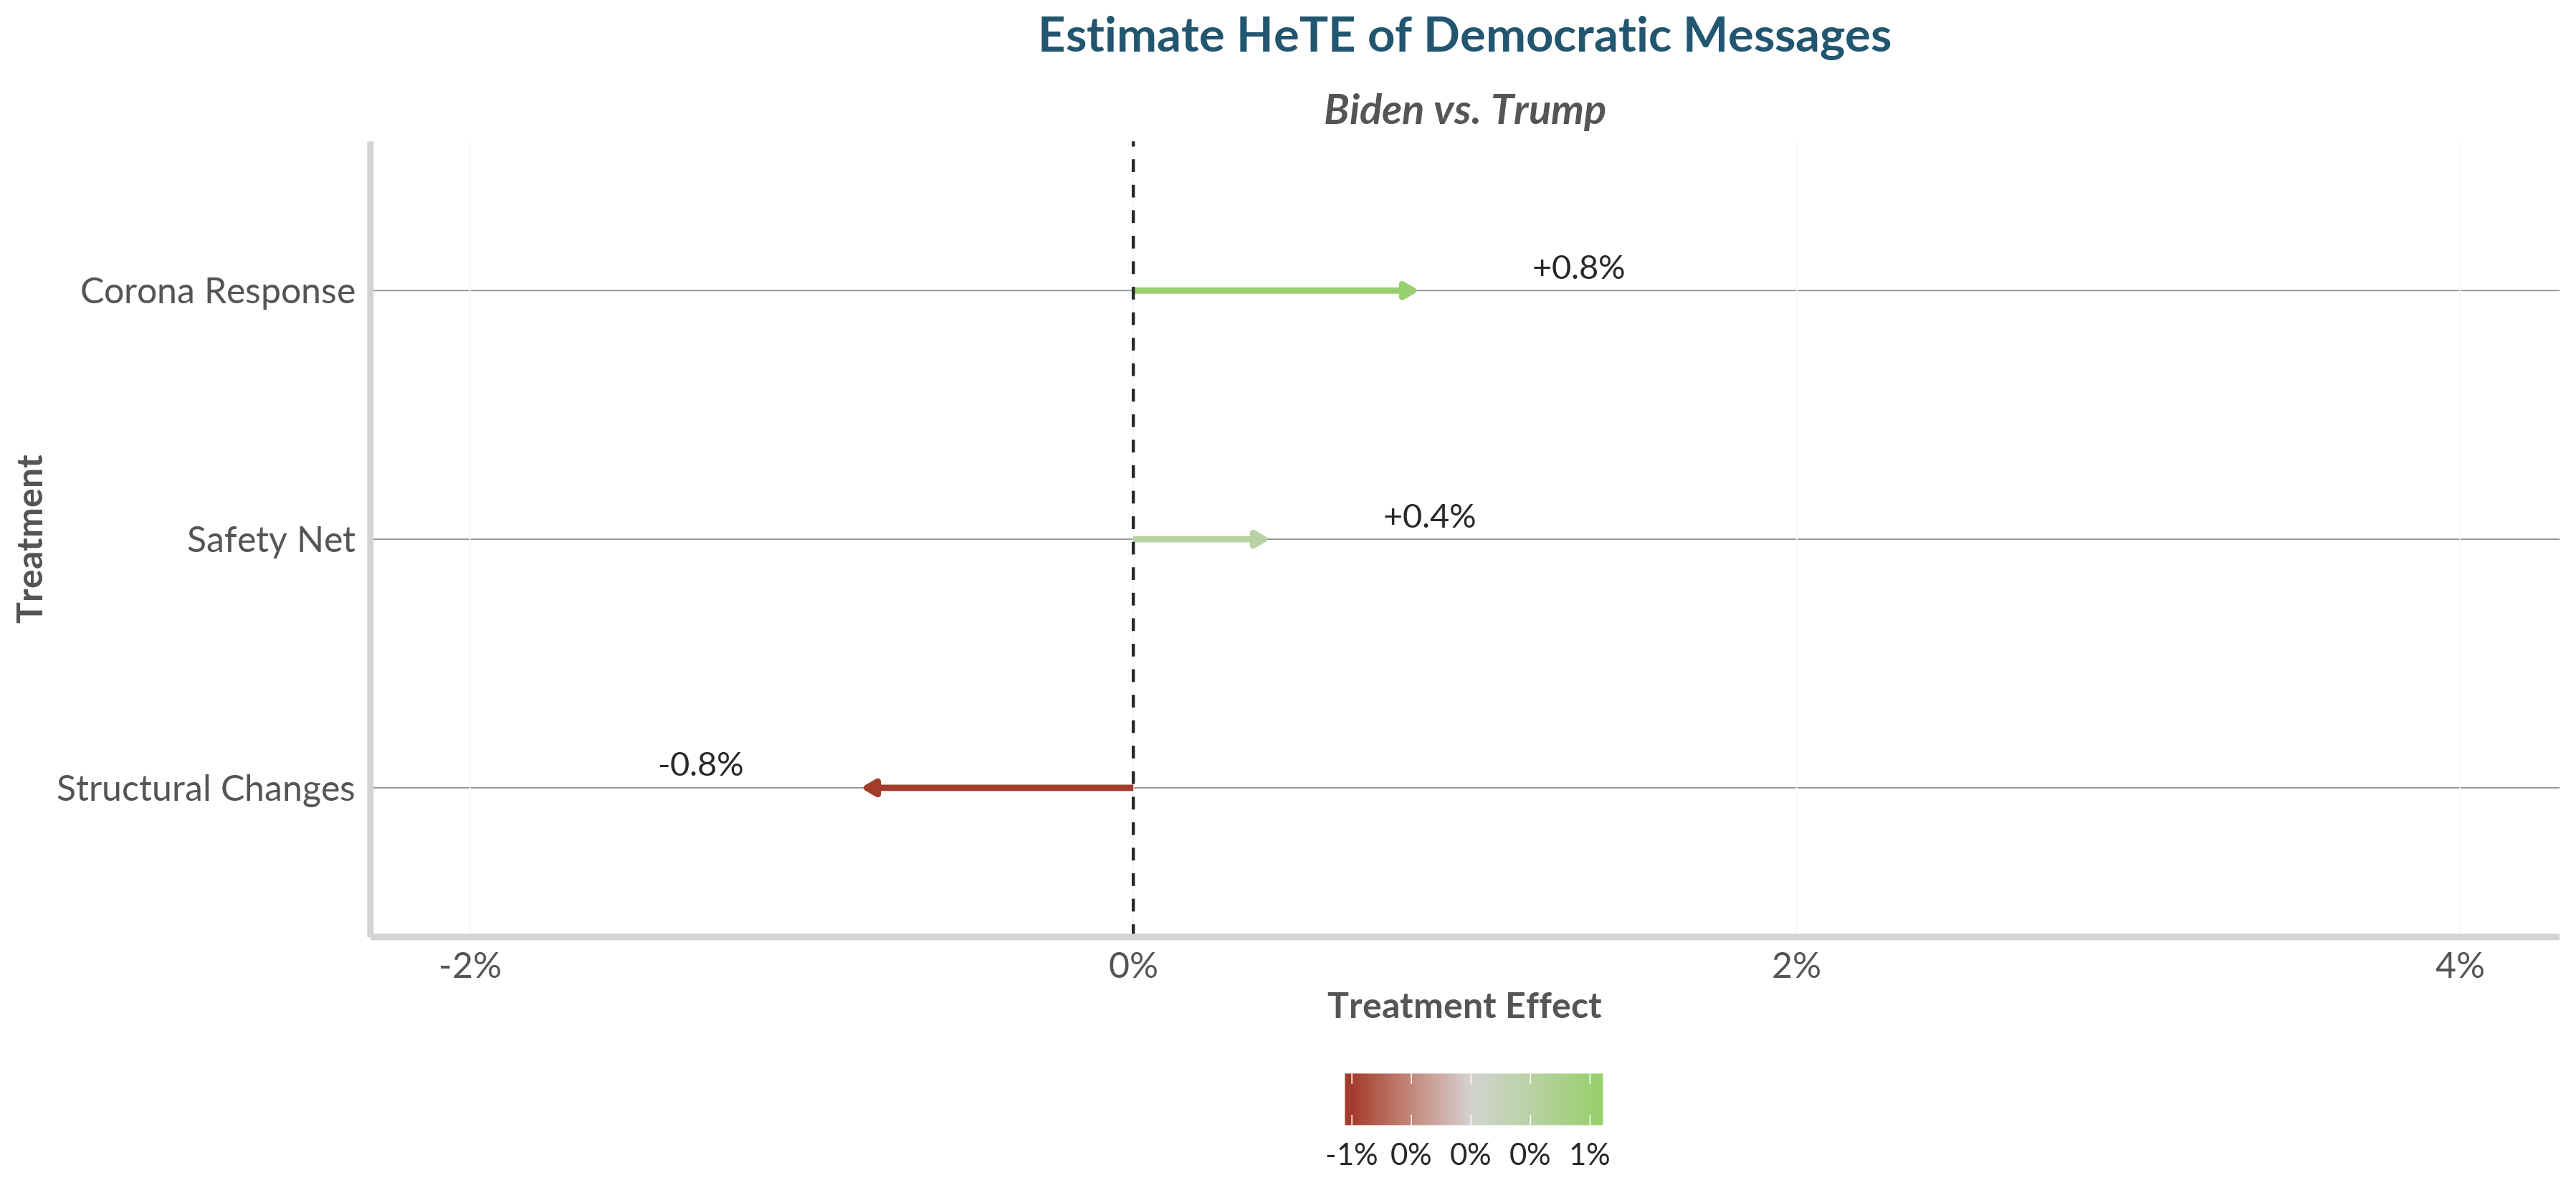 Estimate HeTE of Democratic Messages
Biden vs. Trump
Treatment
Corona Response
+0.8%
Safety Net
+0.4%
Structural Changes
-0.8%
-2% 0% 2% 4%
Treatment Effect
-1% 0% 0% 0% 1%